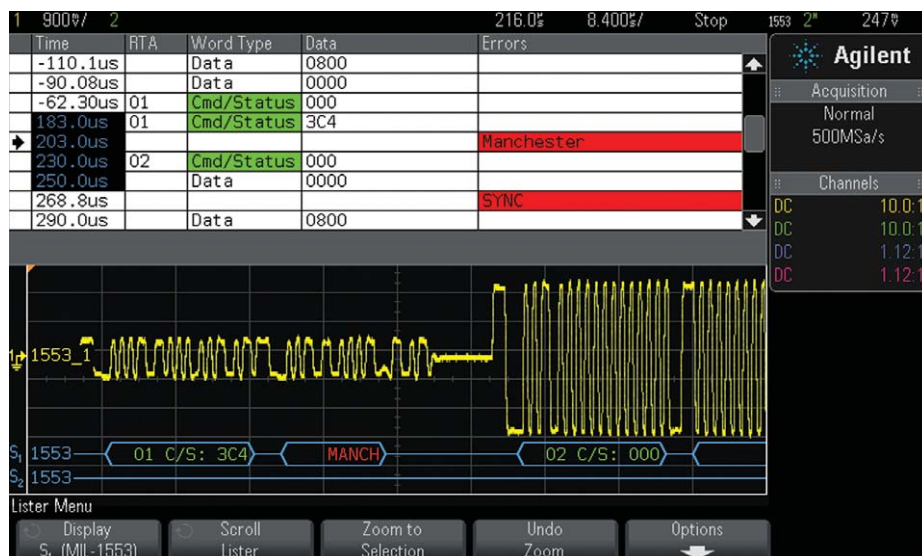 1 900V/ 2 216.0s 8.400s/ Stop 1553 2" 247V
Time RTA Word Type Data Errors
-110.1us Data 0800
-90.08us Data 0000
-62.30us 01 Cmd/Status 000
183.0us 01 Cmd/Status 3C4
203.0us Manchester
230.0us 02 Cmd/Status 000
250.0us Data 0000
268.8us SYNC
290.0us Data 0800
Agilent
Acquisition
Normal
500MSa/s
Channels
DC 10.0:1
DC 10.0:1
DC 1.12:1
DC 1.12:1
1553_1
S1 1553 01 C/S: 3C4 MANCH 02 C/S: 000
S2 1553
Lister Menu
Display Scroll Zoom to Undo Options
S1 (MIL-1553) Lister Selection Zoom